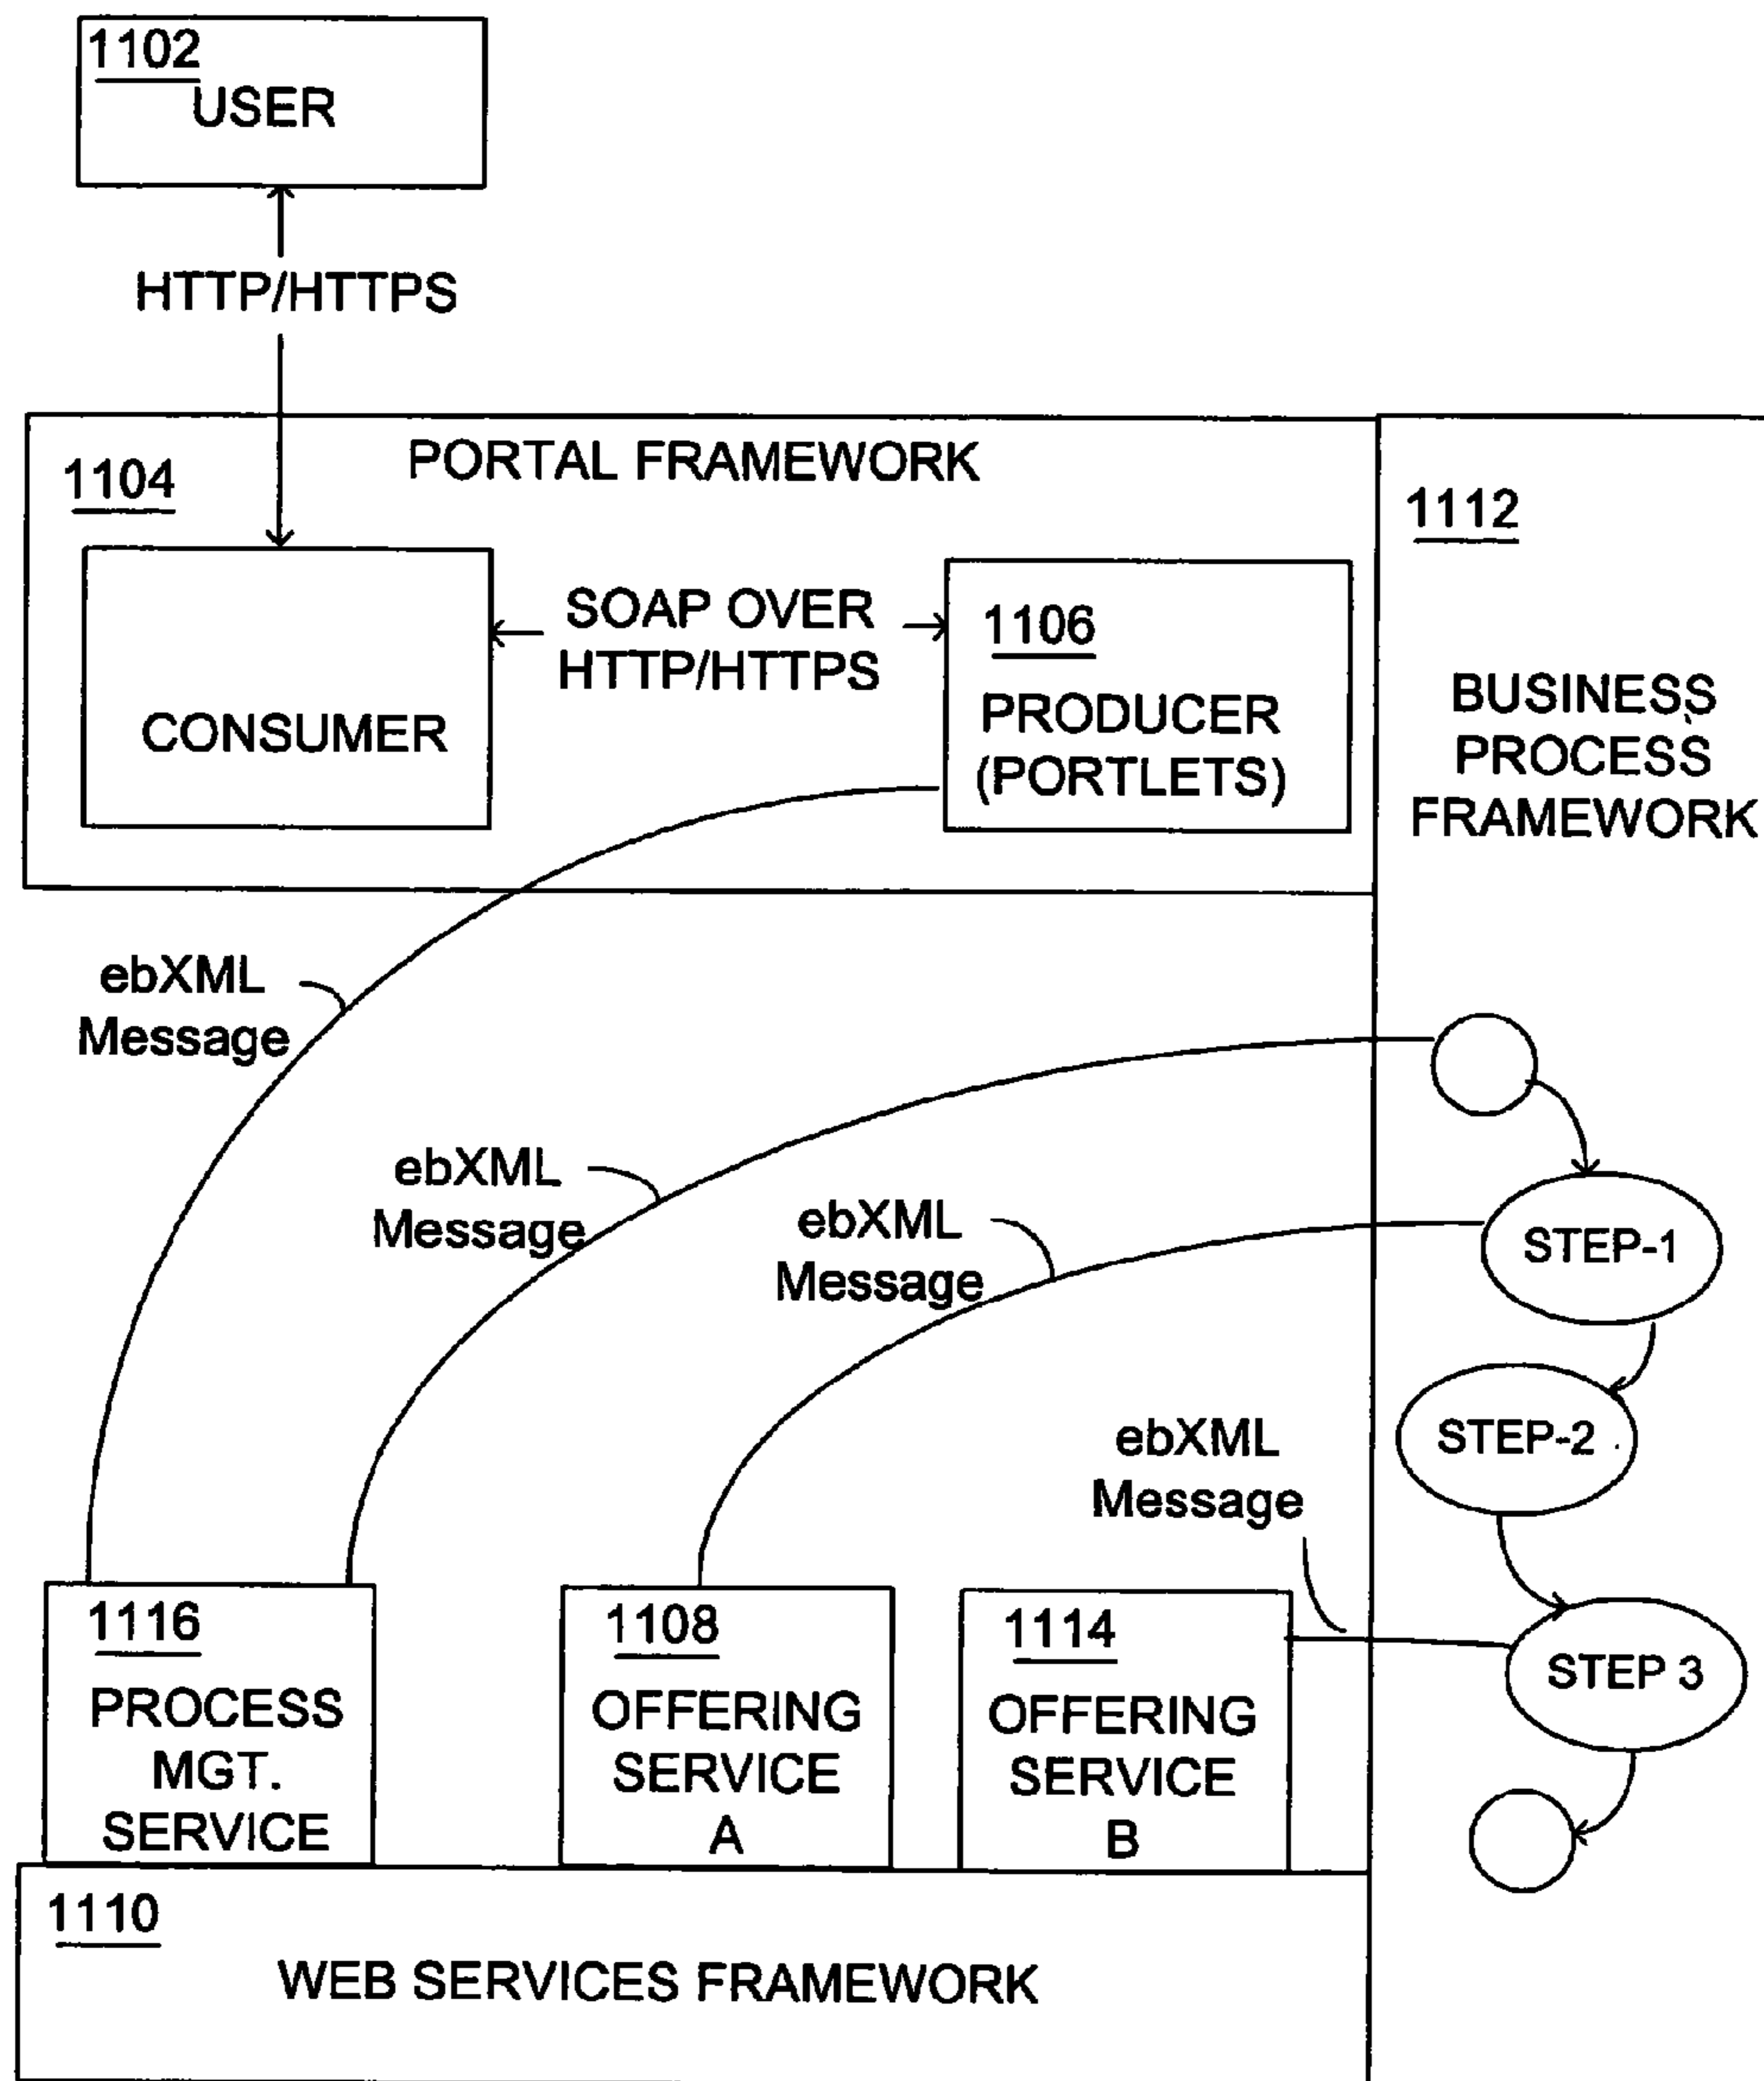 1102
USER
HTTP/HTTPS
PORTAL FRAMEWORK
1104
CONSUMER
SOAP OVER
HTTP/HTTPS
1106
PRODUCER
(PORTLETS)
1112
BUSINESS
PROCESS
FRAMEWORK
ebXML
Message
ebXML
Message
ebXML
Message
ebXML
Message
STEP-1
STEP-2
STEP 3
1116
PROCESS
MGT.
SERVICE
1108
OFFERING
SERVICE
A
1114
OFFERING
SERVICE
B
1110
WEB SERVICES FRAMEWORK